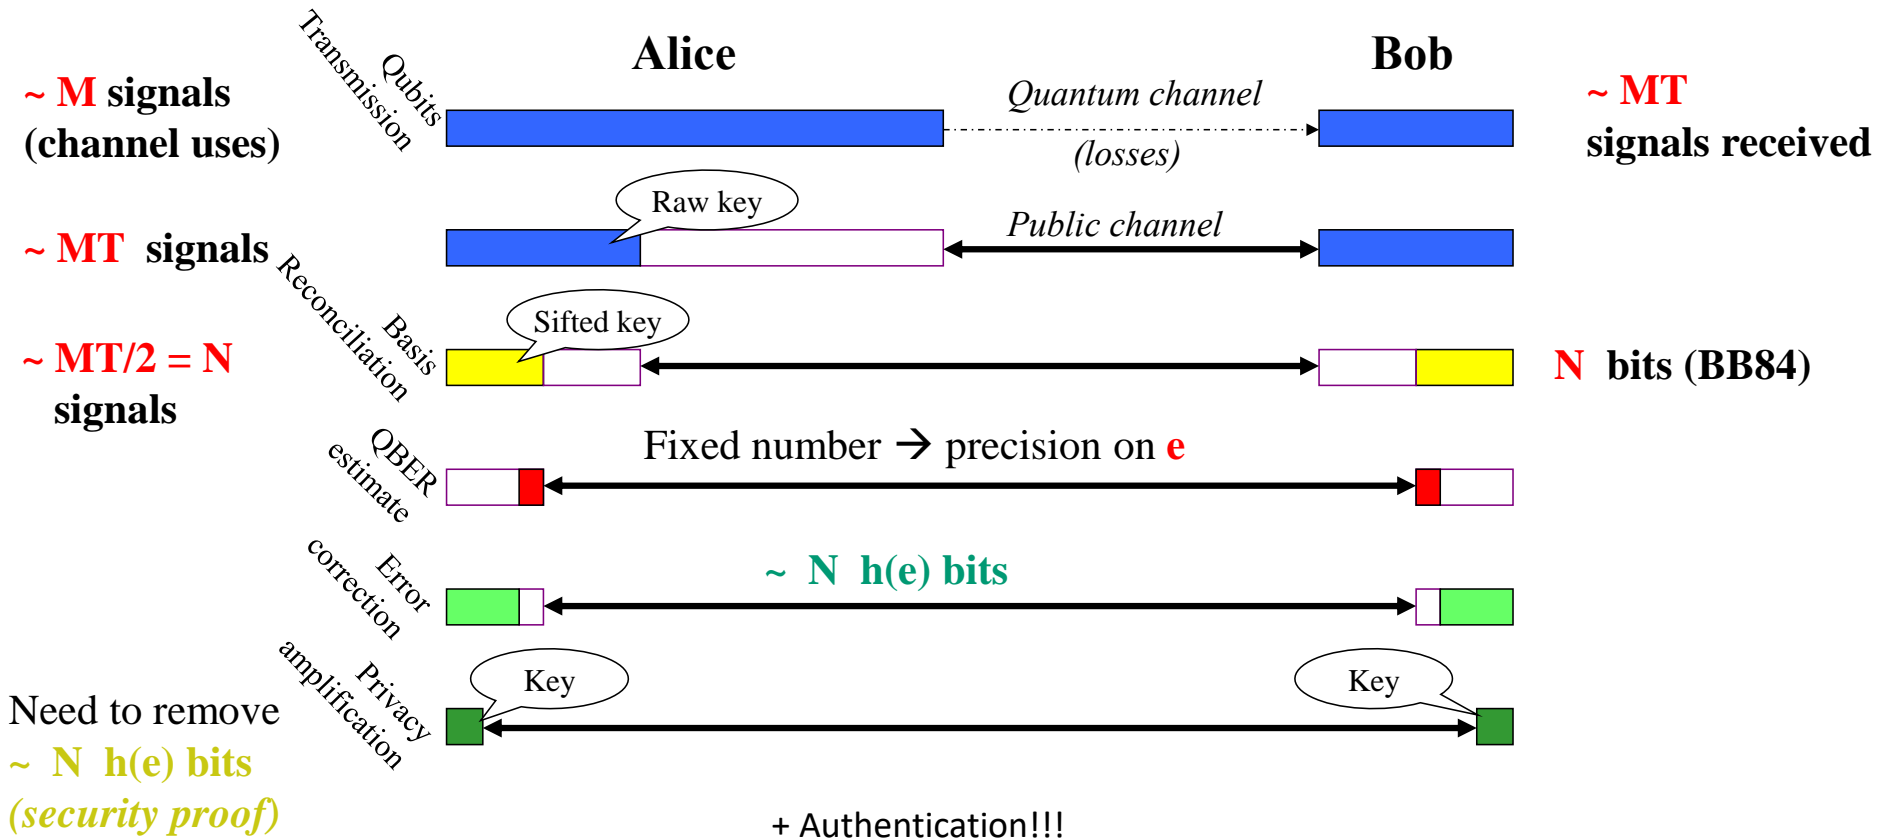 Qubits
Transmission
Alice
Bob
~ M signals
(channel uses)
Quantum channel
(losses)
~ MT
signals received
Raw key
~ MT signals
Public channel
Basis
Reconciliation
Sifted key
~ MT/2 = N
signals
N bits (BB84)
QBER
estimate
Fixed number → precision on e
Error
correction
~ N h(e) bits
Privacy
amplification
Key
Key
Need to remove
~ N h(e) bits
(security proof)
+ Authentication!!!